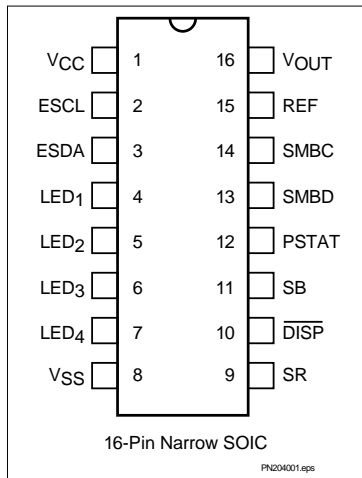 VCC 1 16 VOUT
ESCL 2 15 REF
ESDA 3 14 SMBC
LED1 4 13 SMBD
LED2 5 12 PSTAT
LED3 6 11 SB
LED4 7 10 DISP
VSS 8 9 SR
16-Pin Narrow SOIC
PN204001.eps